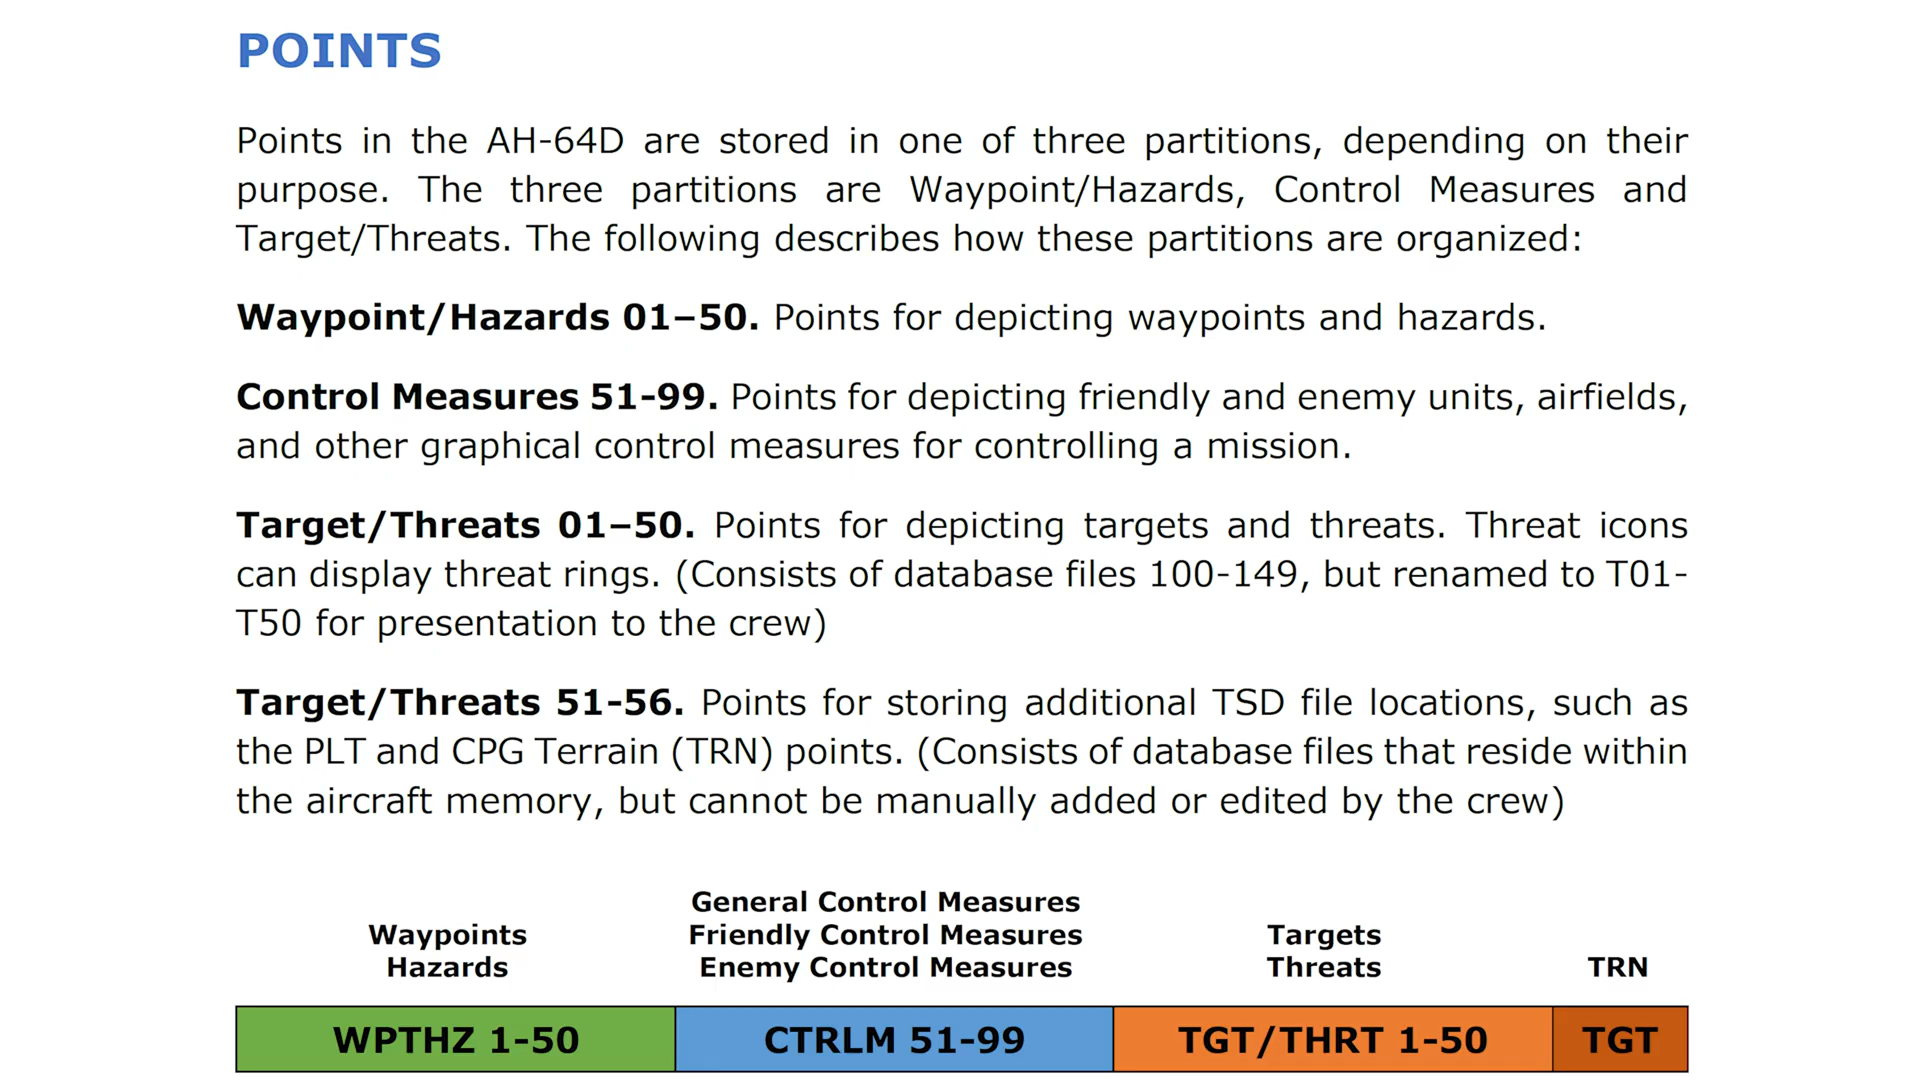 POINTS
Points in the AH-64D are stored in one of three partitions, depending on their
purpose. The three partitions are Waypoint/Hazards, Control Measures and
Target/Threats. The following describes how these partitions are organized:
Waypoint/Hazards 01–50. Points for depicting waypoints and hazards.
Control Measures 51-99. Points for depicting friendly and enemy units, airfields,
and other graphical control measures for controlling a mission.
Target/Threats 01–50. Points for depicting targets and threats. Threat icons
can display threat rings. (Consists of database files 100-149, but renamed to T01-
T50 for presentation to the crew)
Target/Threats 51-56. Points for storing additional TSD file locations, such as
the PLT and CPG Terrain (TRN) points. (Consists of database files that reside within
the aircraft memory, but cannot be manually added or edited by the crew)
Waypoints
Hazards
General Control Measures
Friendly Control Measures
Enemy Control Measures
Targets
Threats
TRN
WPTHZ 1-50
CTRLM 51-99
TGT/THRT 1-50
TGT